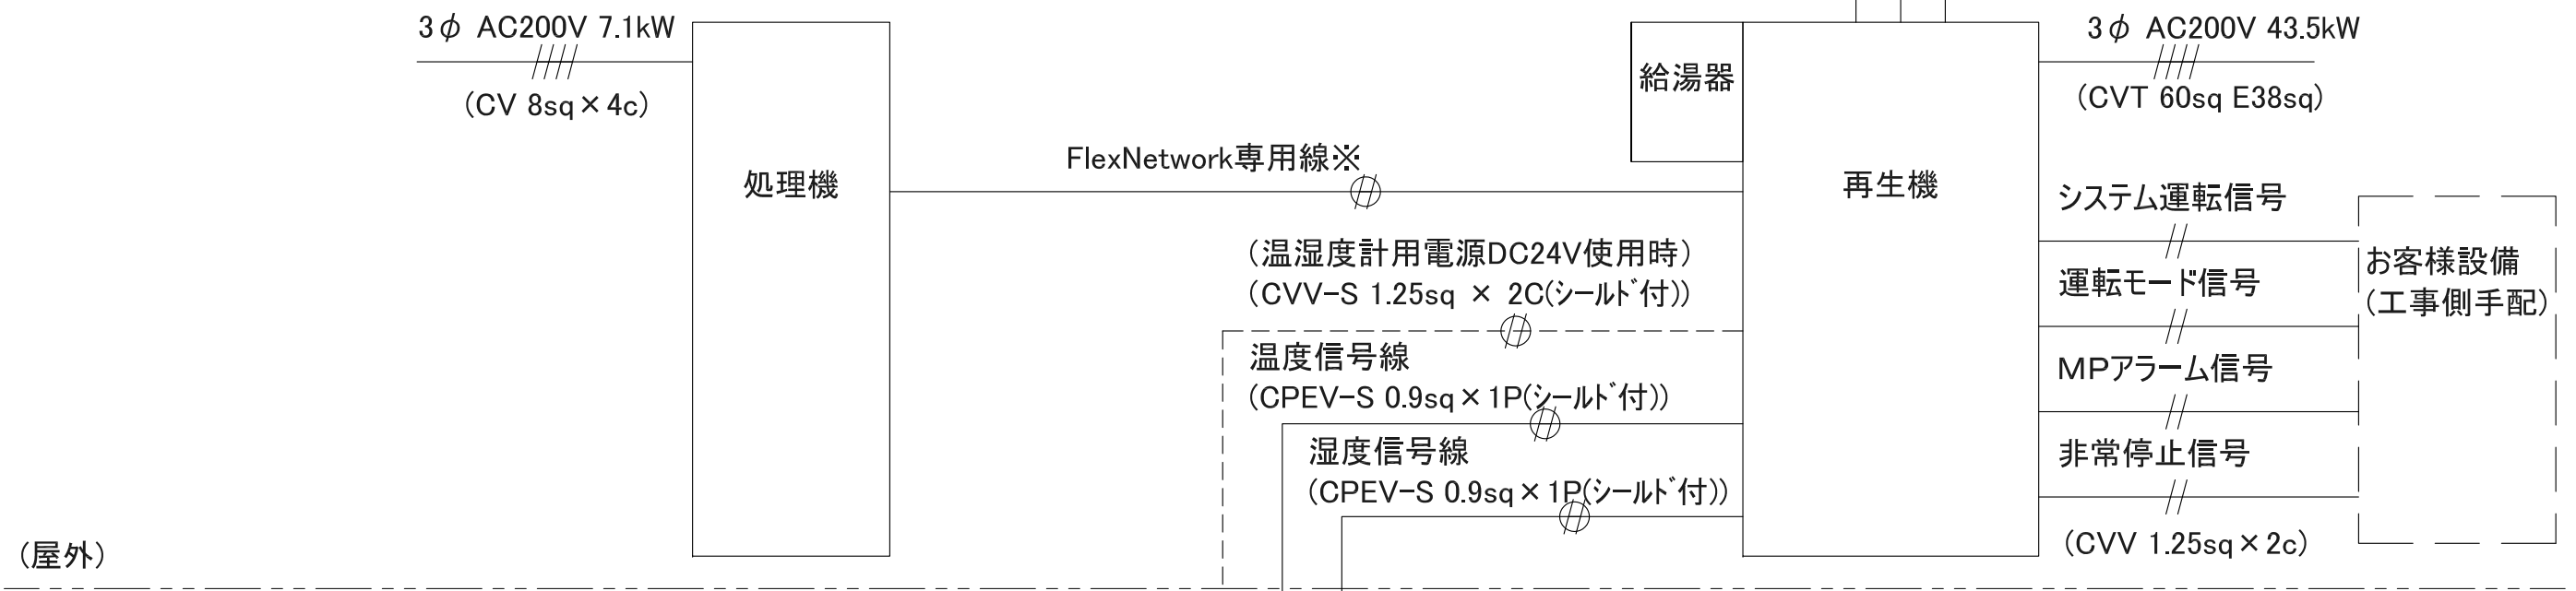 3φ AC200V 7.1kW
(CV 8sq×4c)
処理機
FlexNetwork専用線※
給湯器
再生機
3φ AC200V 43.5kW
(CVT 60sq E38sq)
(温湿度計用電源DC24V使用時)
(CVV-S 1.25sq × 2C(ｼｰﾙﾄﾞ付))
温度信号線
(CPEV-S 0.9sq×1P(ｼｰﾙﾄﾞ付))
湿度信号線
(CPEV-S 0.9sq×1P(ｼｰﾙﾄﾞ付))
システム運転信号
運転モード信号
MPアラーム信号
非常停止信号
(CVV 1.25sq×2c)
お客様設備
(工事側手配)
(屋外)